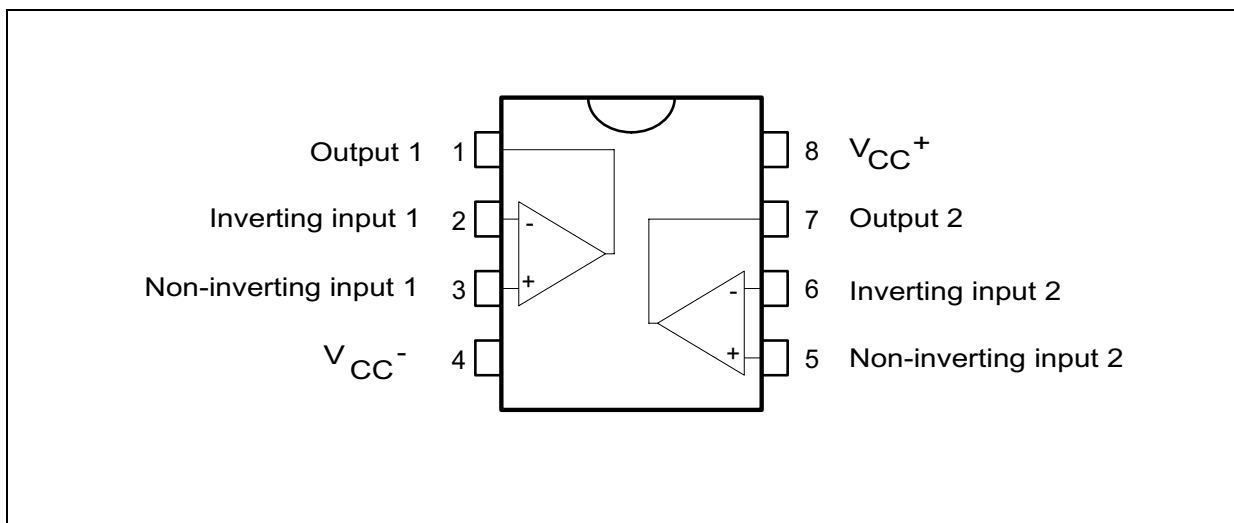 Output 1 1
Inverting input 1 2
Non-inverting input 1 3
VCC- 4
8 VCC+
7 Output 2
6 Inverting input 2
5 Non-inverting input 2
-
+
-
+